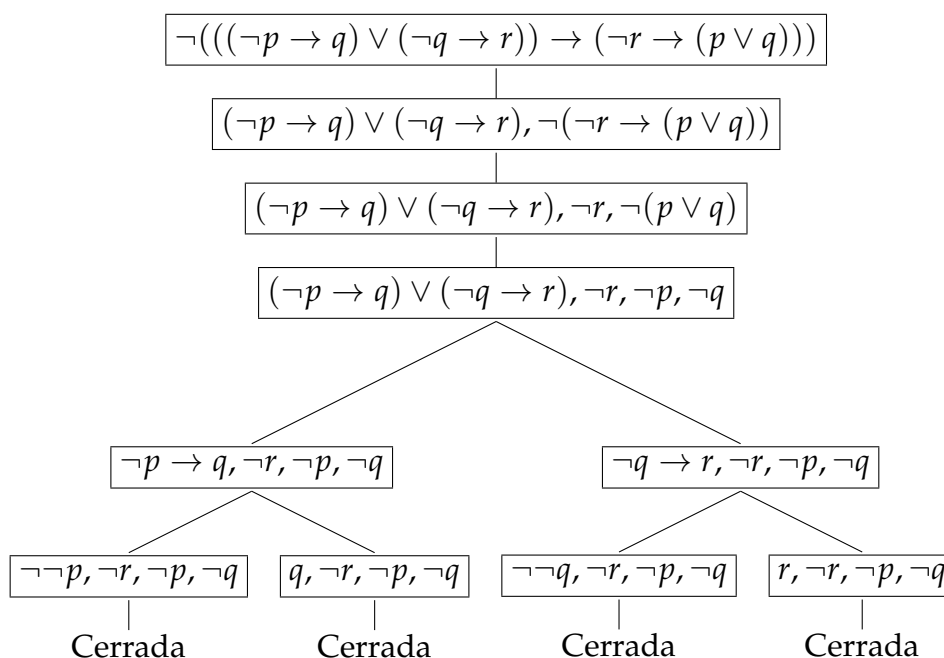 ¬(((¬p → q) ∨ (¬q → r)) → (¬r → (p ∨ q)))
(¬p → q) ∨ (¬q → r), ¬(¬r → (p ∨ q))
(¬p → q) ∨ (¬q → r), ¬r, ¬(p ∨ q)
(¬p → q) ∨ (¬q → r), ¬r, ¬p, ¬q
¬p → q, ¬r, ¬p, ¬q ¬q → r, ¬r, ¬p, ¬q
¬¬p, ¬r, ¬p, ¬q q, ¬r, ¬p, ¬q ¬¬q, ¬r, ¬p, ¬q r, ¬r, ¬p, ¬q
Cerrada Cerrada Cerrada Cerrada